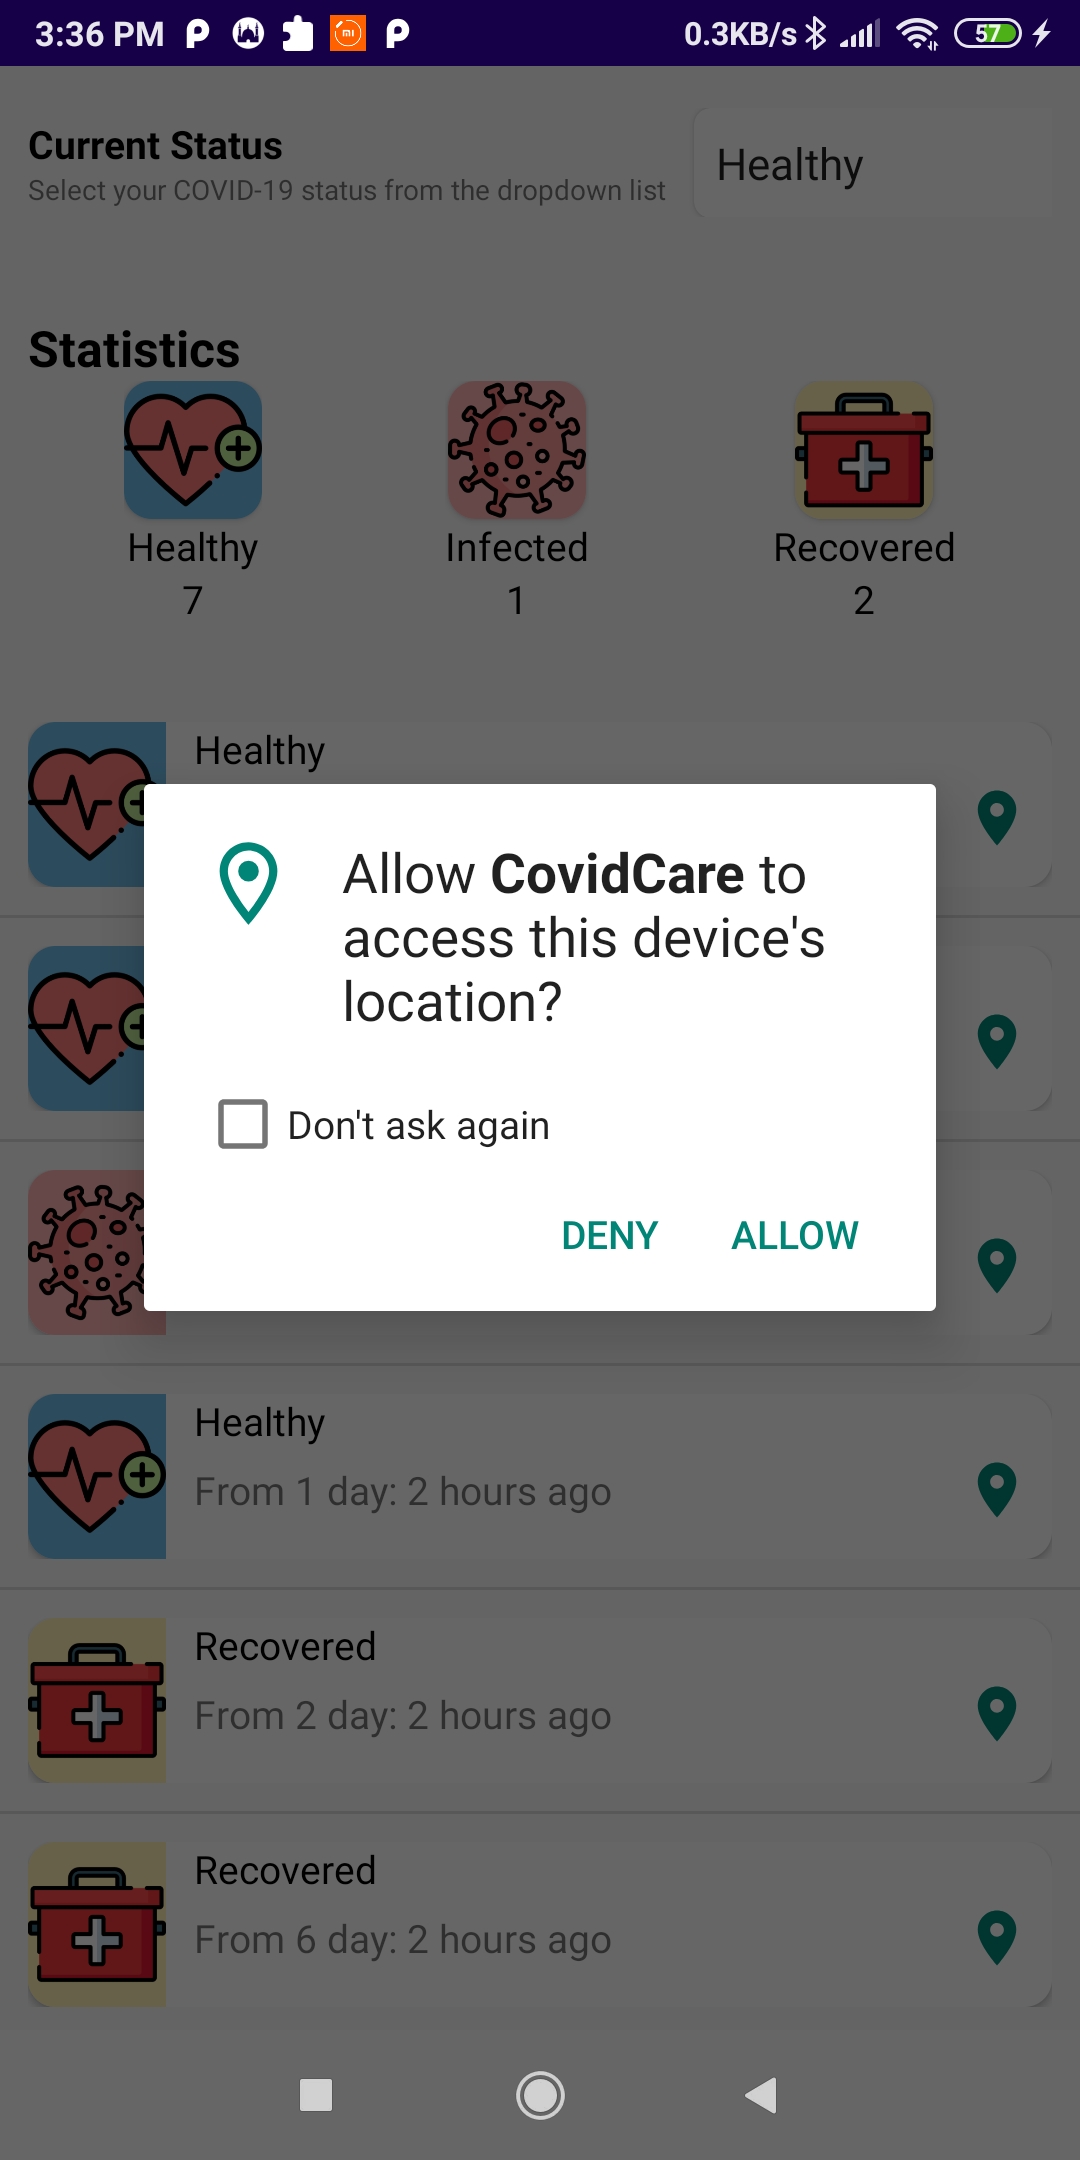 3:36 PM 0.3KB/s 57
Current Status
Select your COVID-19 status from the dropdown list
Healthy
Statistics
Healthy Infected Recovered
7 1 2
Healthy
Allow CovidCare to
access this device's
location?
Don't ask again
DENY ALLOW
Healthy
From 1 day: 2 hours ago
Recovered
From 2 day: 2 hours ago
Recovered
From 6 day: 2 hours ago